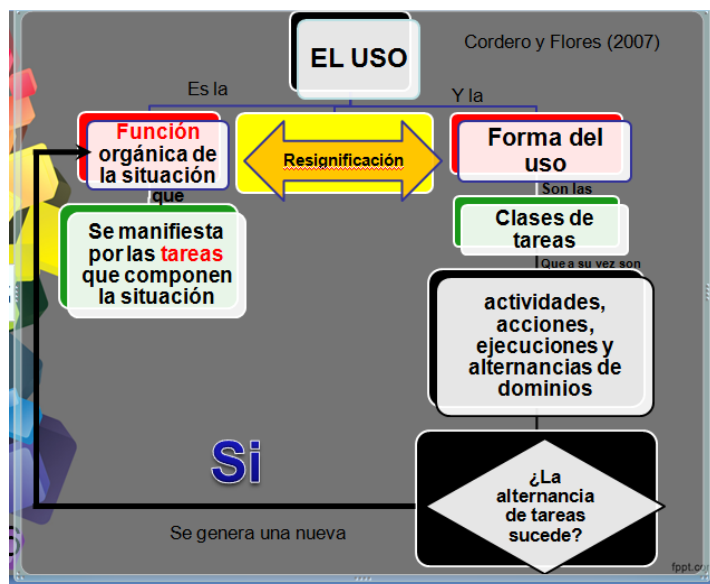 EL USO
Cordero y Flores (2007)
Es la
Y la
Función
orgánica de
la situación
que
Resignificación
Forma del
uso
Son las
Se manifiesta
por las tareas
que componen
la situación
Clases de
tareas
Que a su vez son
actividades,
acciones,
ejecuciones y
alternancias de
dominios
Si
¿La
alternancia
de tareas
sucede?
Se genera una nueva